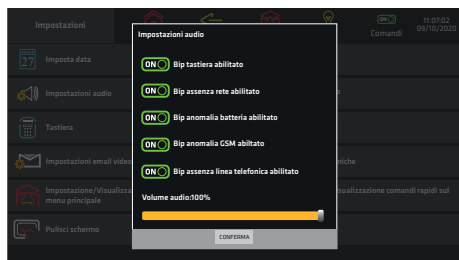 Impostazioni
ON
Comandi
11:07:02
09/10/2020
27
Imposta data
Impostazioni audio
Tastiera
Impostazioni email video
Impostazione/Visualizza
menu principale
Pulisci schermo
niche
sualizzazione comandi rapidi sul
Impostazioni audio
ON Bip tastiera abilitato
ON Bip assenza rete abilitato
ON Bip anomalia batteria abilitato
ON Bip anomalia GSM abiltato
ON Bip assenza linea telefonica abilitato
Volume audio:100%
CONFERMA